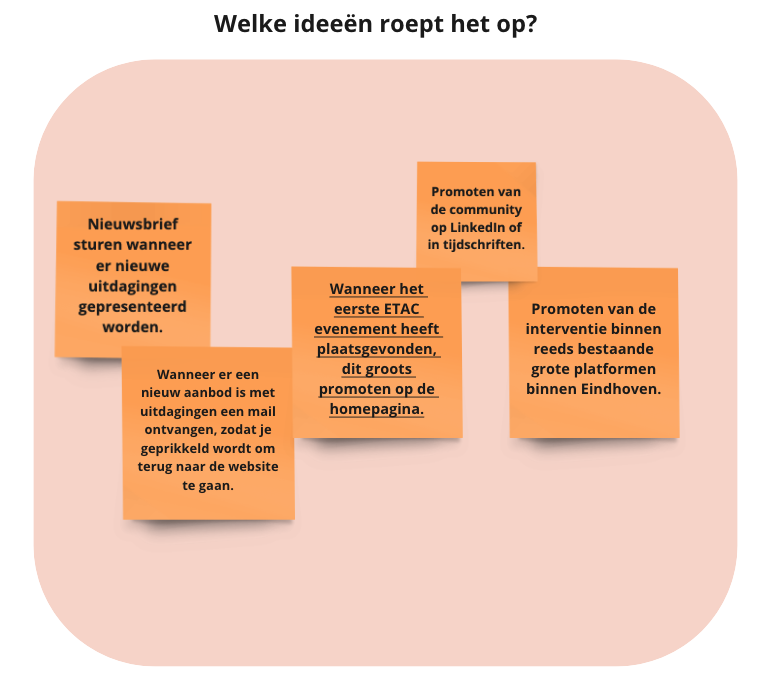 Welke ideeën roept het op?
Nieuwsbrief
sturen wanneer
er nieuwe
uitdagingen
gepresenteerd
worden.
Wanneer er een
nieuw aanbod is met
uitdagingen een mail
ontvangen, zodat je
geprikkeld wordt om
terug naar de website
te gaan.
Wanneer het
eerste ETAC
evenement heeft
plaatsgevonden,
dit groots
promoten op de
homepagina.
Promoten van
de community
op LinkedIn of
in tijdschriften.
Promoten van de
interventie binnen
reeds bestaande
grote platformen
binnen Eindhoven.